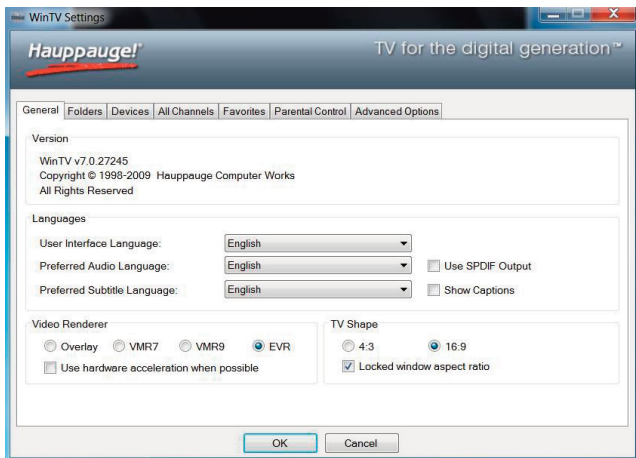 WinTV Settings
Hauppauge!® TV for the digital generation™
General Folders Devices All Channels Favorites Parental Control Advanced Options
Version
WinTV v7.0.27245
Copyright © 1998-2009 Hauppauge Computer Works
All Rights Reserved
Languages
User Interface Language: English
Preferred Audio Language: English Use SPDIF Output
Preferred Subtitle Language: English Show Captions
Video Renderer TV Shape
Overlay VMR7 VMR9 EVR 4:3 16:9
Use hardware acceleration when possible Locked window aspect ratio
OK Cancel